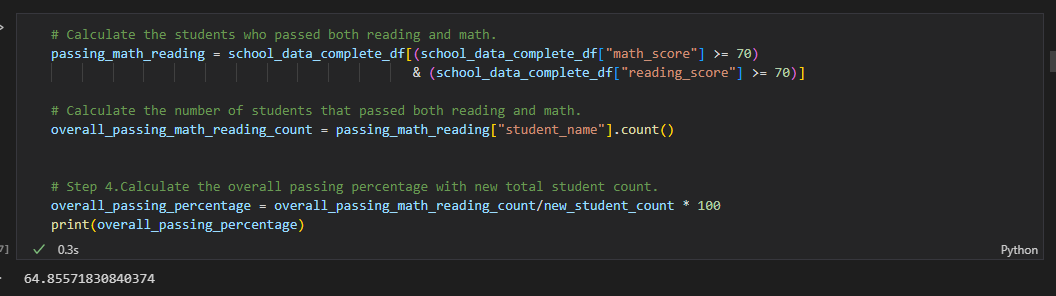 # Calculate the students who passed both reading and math.
passing_math_reading = school_data_complete_df[(school_data_complete_df["math_score"] >= 70)
& (school_data_complete_df["reading_score"] >= 70)]
# Calculate the number of students that passed both reading and math.
overall_passing_math_reading_count = passing_math_reading["student_name"].count()
# Step 4.Calculate the overall passing percentage with new total student count.
overall_passing_percentage = overall_passing_math_reading_count/new_student_count * 100
print(overall_passing_percentage)
7]
✓ 0.3s
Python
64.85571830840374